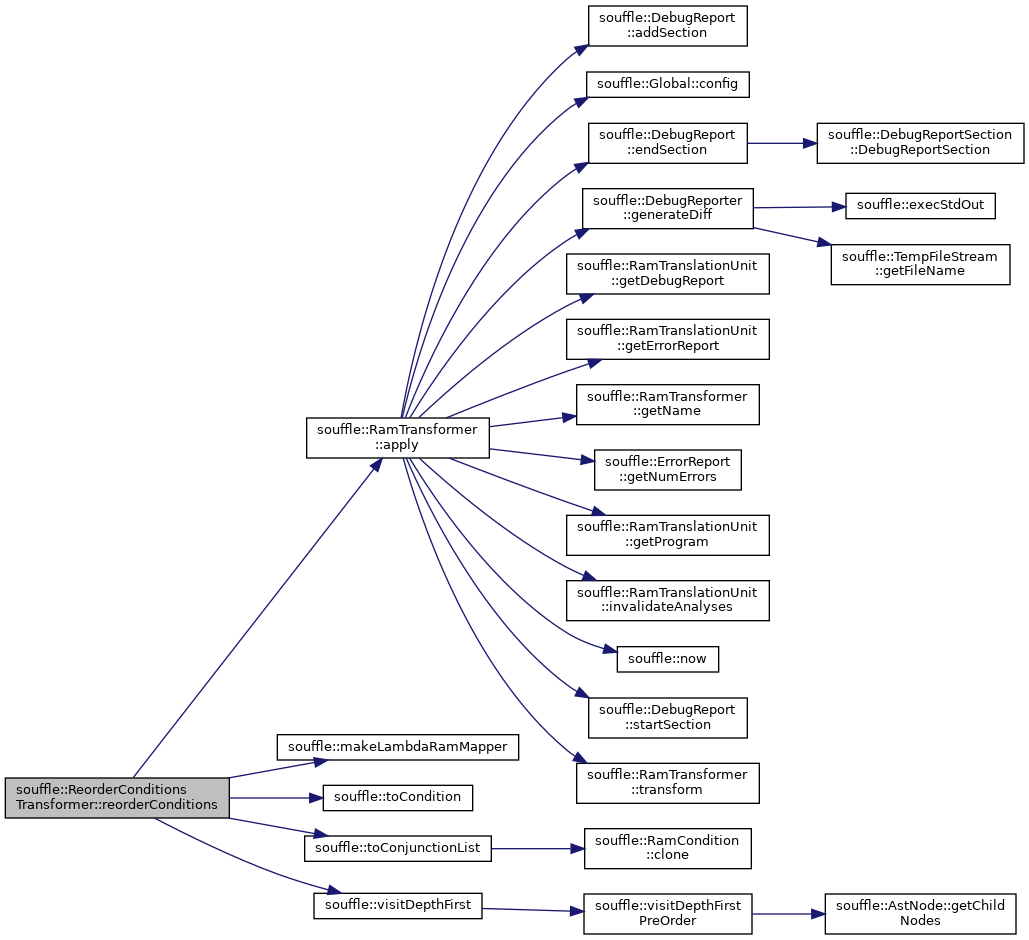 souffle::DebugReport
::addSection
souffle::Global::config
souffle::DebugReport
::endSection
souffle::DebugReportSection
::DebugReportSection
souffle::DebugReporter
::generateDiff
souffle::execStdOut
souffle::TempFileStream
::getFileName
souffle::RamTranslationUnit
::getDebugReport
souffle::RamTranslationUnit
::getErrorReport
souffle::RamTransformer
::getName
souffle::RamTransformer
::apply
souffle::ErrorReport
::getNumErrors
souffle::RamTranslationUnit
::getProgram
souffle::RamTranslationUnit
::invalidateAnalyses
souffle::now
souffle::DebugReport
::startSection
souffle::RamTransformer
::transform
souffle::makeLambdaRamMapper
souffle::ReorderConditions
Transformer::reorderConditions
souffle::toCondition
souffle::toConjunctionList
souffle::RamCondition
::clone
souffle::visitDepthFirst
souffle::visitDepthFirst
PreOrder
souffle::AstNode::getChild
Nodes